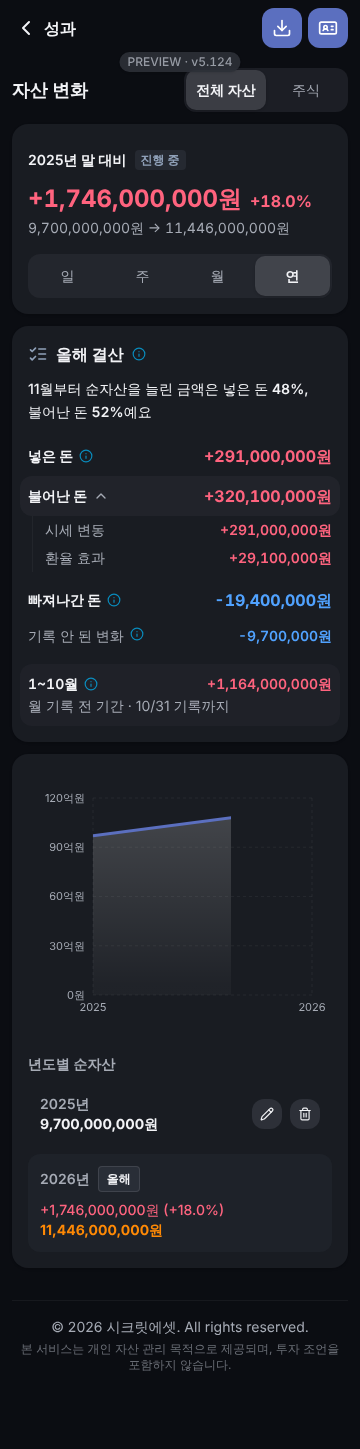 성과
PREVIEW · v5.124
자산 변화
전체 자산
주식
2025년 말 대비 진행 중
+1,746,000,000원 +18.0%
9,700,000,000원 → 11,446,000,000원
일 주 월 연
올해 결산
11월부터 순자산을 늘린 금액은 넣은 돈 48%,
불어난 돈 52%예요
넣은 돈 +291,000,000원
불어난 돈 +320,100,000원
시세 변동 +291,000,000원
환율 효과 +29,100,000원
빠져나간 돈 -19,400,000원
기록 안 된 변화 -9,700,000원
1~10월 +1,164,000,000원
월 기록 전 기간 · 10/31 기록까지
120억원
90억원
60억원
30억원
0원
2025 2026
년도별 순자산
2025년
9,700,000,000원
2026년 올해
+1,746,000,000원 (+18.0%)
11,446,000,000원
© 2026 시크릿에셋. All rights reserved.
본 서비스는 개인 자산 관리 목적으로 제공되며, 투자 조언을
포함하지 않습니다.